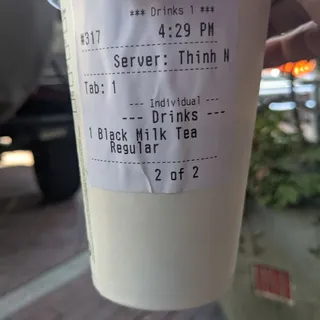 *** Drinks 1 ***
#317 4:29 PM
Server: Thinh N
Tab: 1
--- Individual ---
--- Drinks ---
1 Black Milk Tea
Regular
2 of 2